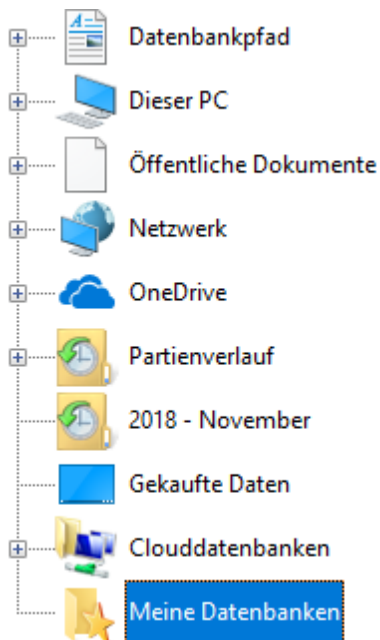 Datenbankpfad
Dieser PC
Öffentliche Dokumente
Netzwerk
OneDrive
Partienverlauf
2018 - November
Gekaufte Daten
Clouddatenbanken
Meine Datenbanken